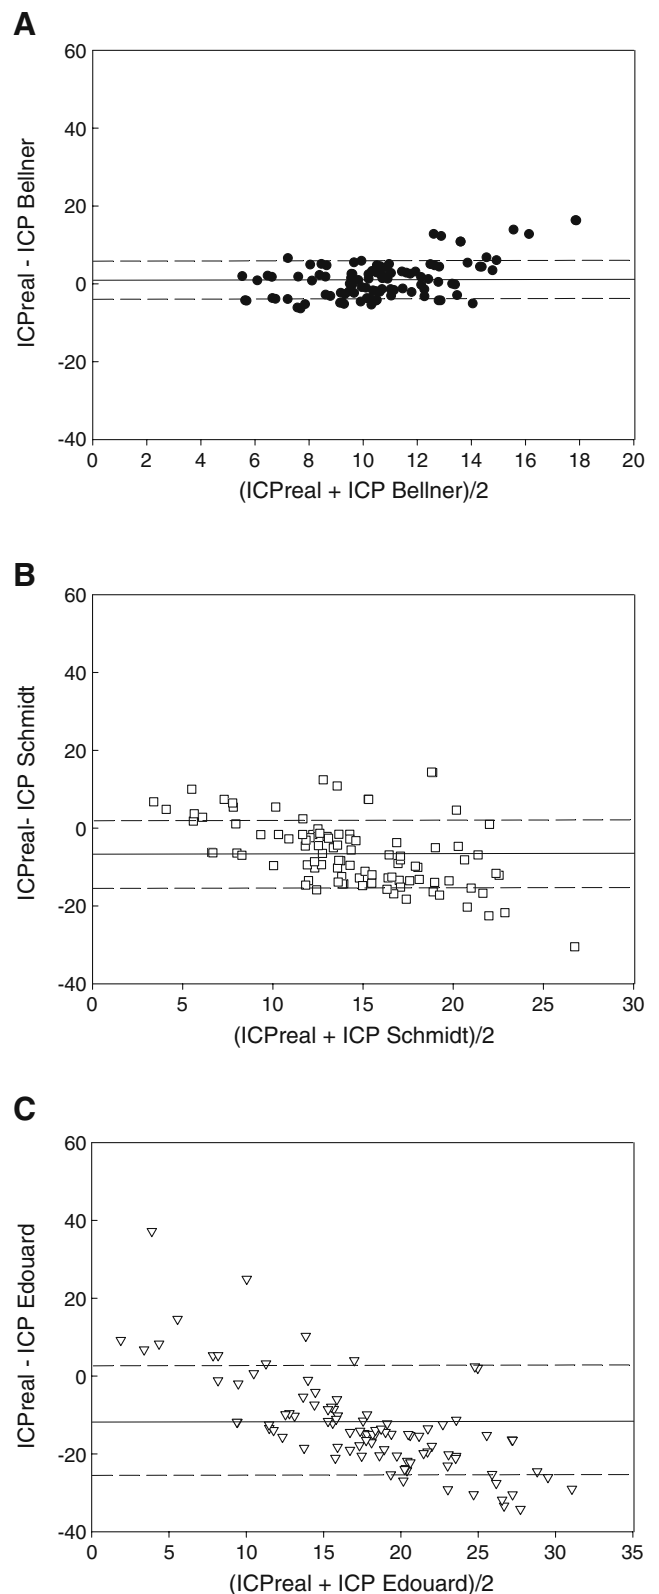 A
60
40
20
0
-20
-40
ICPreal - ICP Bellner
0 2 4 6 8 10 12 14 16 18 20
(ICPreal + ICP Bellner)/2
B
60
40
20
0
-20
-40
ICPreal- ICP Schmidt
0 5 10 15 20 25 30
(ICPreal + ICP Schmidt)/2
C
60
40
20
0
-20
-40
ICPreal - ICP Edouard
0 5 10 15 20 25 30 35
(ICPreal + ICP Edouard)/2